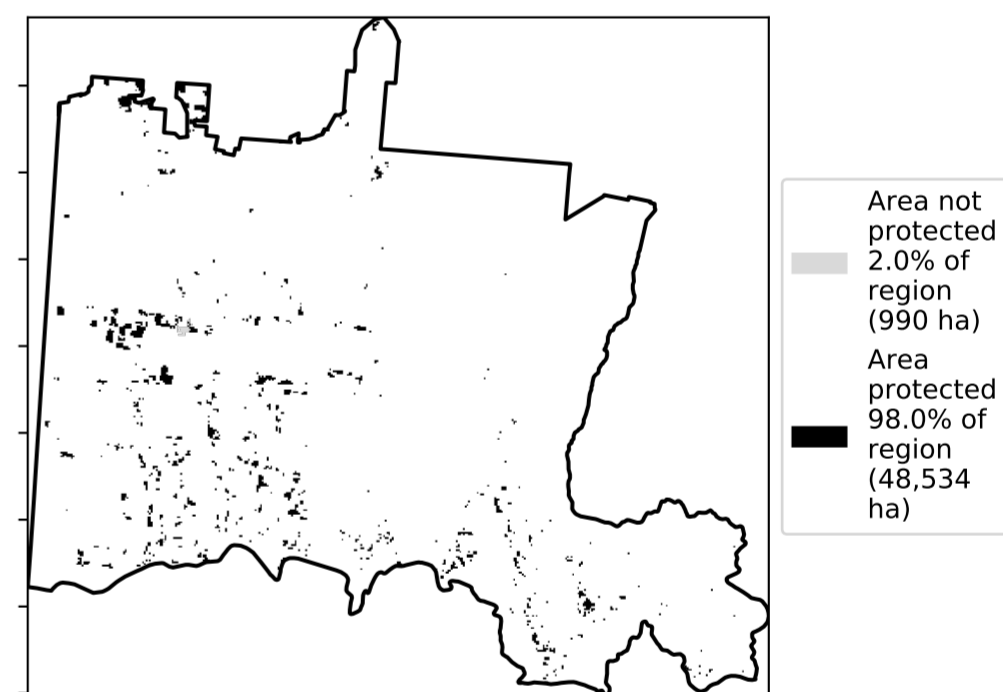 Area not
protected
2.0% of
region
(990 ha)
Area
protected
98.0% of
region
(48,534
ha)